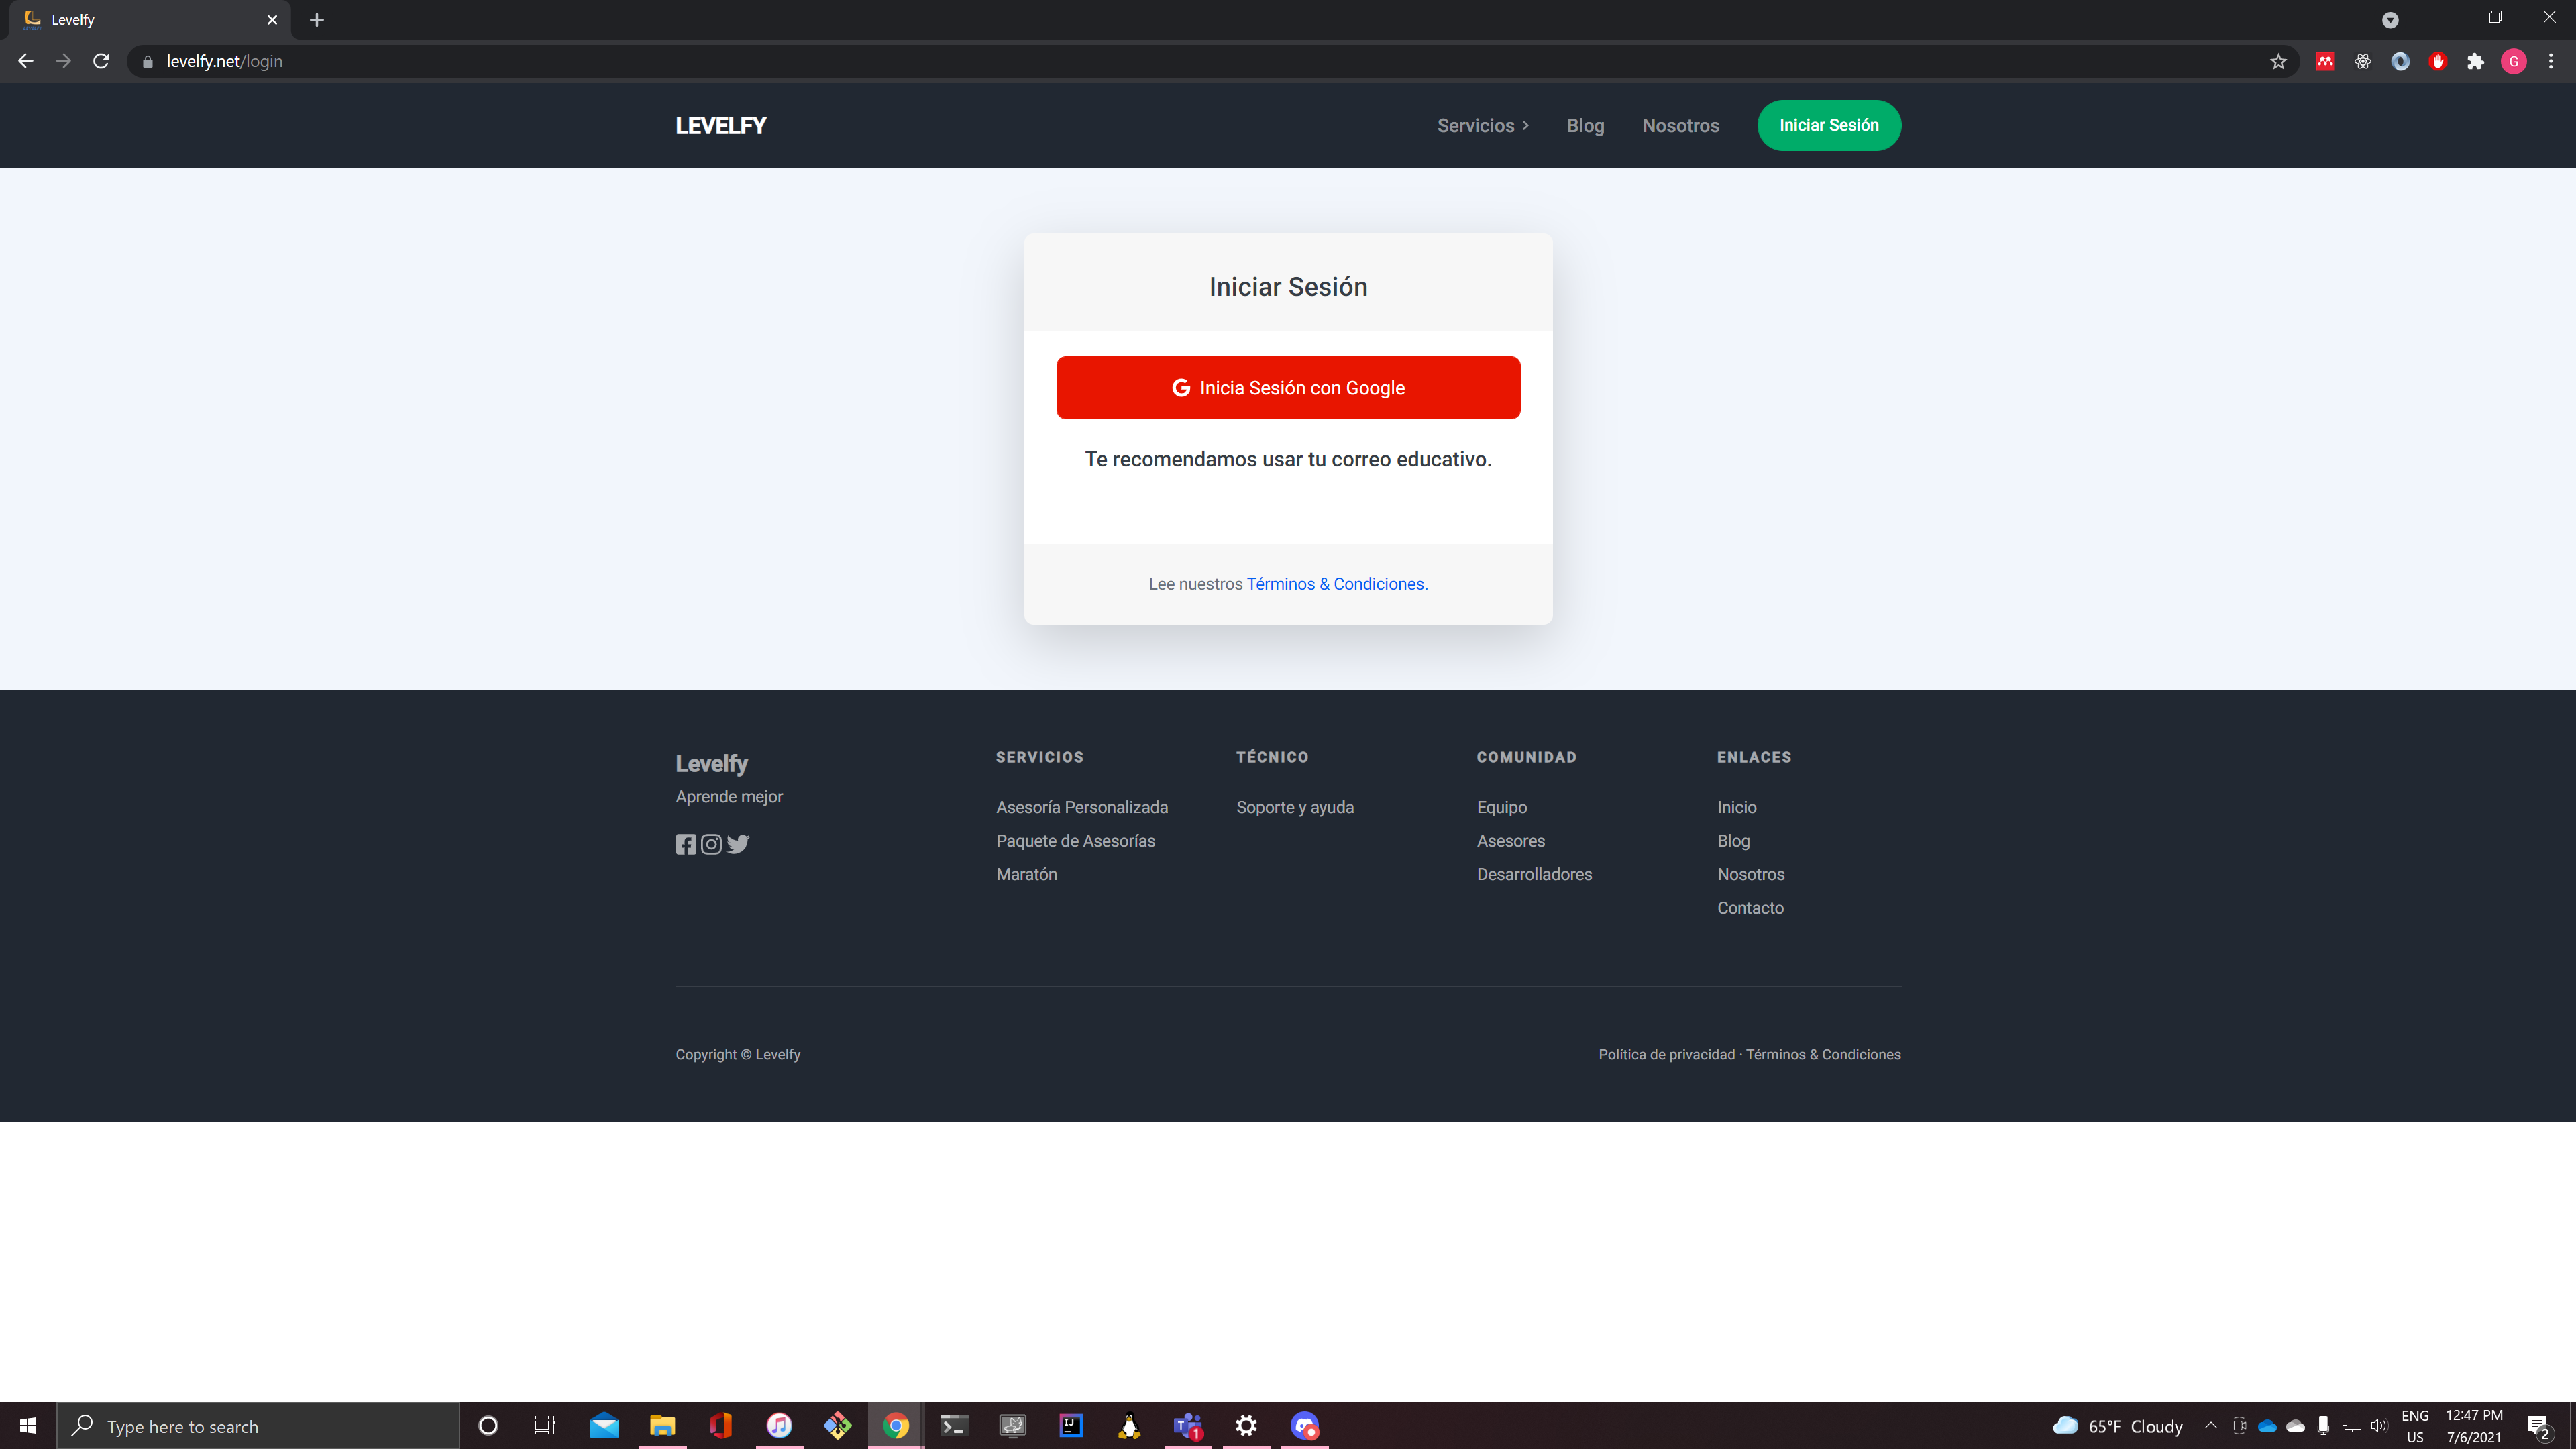 Levelfy
levelfy.net/login
G
LEVELFY
Servicios
Blog
Nosotros
Iniciar Sesión
Iniciar Sesión
G Inicia Sesión con Google
Te recomendamos usar tu correo educativo.
Lee nuestros Términos & Condiciones.
Levelfy
Aprende mejor
SERVICIOS
Asesoría Personalizada
Paquete de Asesorías
Maratón
TÉCNICO
Soporte y ayuda
COMUNIDAD
Equipo
Asesores
Desarrolladores
ENLACES
Inicio
Blog
Nosotros
Contacto
Copyright © Levelfy
Política de privacidad · Términos & Condiciones
Type here to search
IJ
T
1
65°F Cloudy
ENG
US
12:47 PM
7/6/2021
2